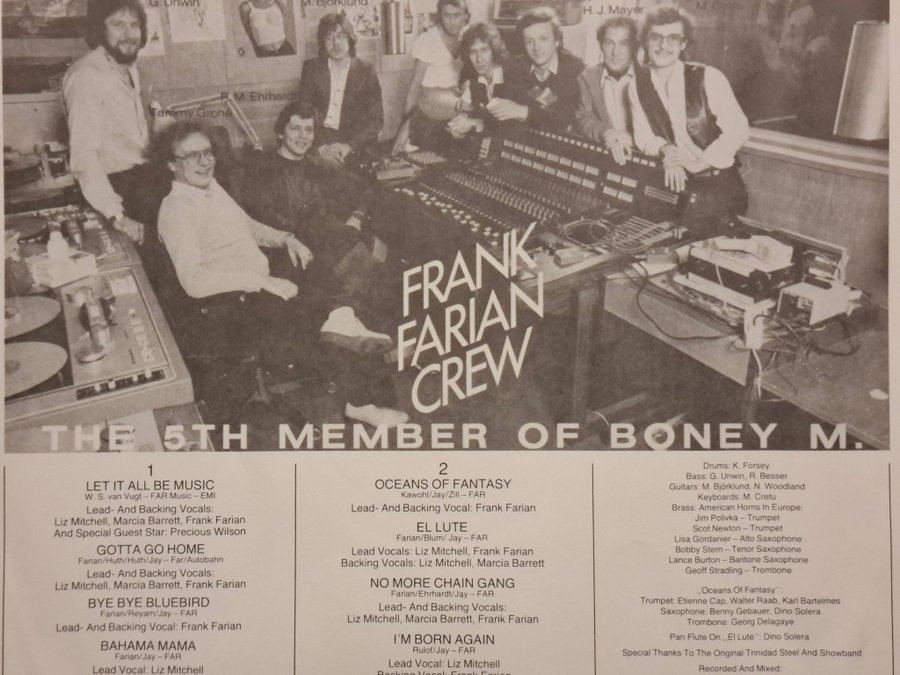 G. Unwin
M. Björklund
H. J. Mayer
M. Cretu
R. M. Ehrhardt
Tammy Grohé
FRANK
FARIAN
CREW
THE 5TH MEMBER OF BONEY M.
1
LET IT ALL BE MUSIC
W. S. van Vugt – FAR Music – EMI
Lead- And Backing Vocals:
Liz Mitchell, Marcia Barrett, Frank Farian
And Special Guest Star: Precious Wilson
GOTTA GO HOME
Farian/Huth/Huth/Jay – Far/Autobahn
Lead- And Backing Vocals:
Liz Mitchell, Marcia Barrett, Frank Farian
BYE BYE BLUEBIRD
Farian/Reyam/Jay – FAR
Lead- And Backing Vocal: Frank Farian
BAHAMA MAMA
Farian/Jay – FAR
Lead Vocal: Liz Mitchell
2
OCEANS OF FANTASY
Kawohl/Jay/Zill – FAR
Lead- And Backing Vocal: Frank Farian
EL LUTE
Farian/Blum/ Jay – FAR
Lead Vocals: Liz Mitchell, Frank Farian
Backing Vocals: Liz Mitchell, Marcia Barrett
NO MORE CHAIN GANG
Farian/Ehrhardt/Jay – FAR
Lead- And Backing Vocals:
Liz Mitchell, Marcia Barrett, Frank Farian
I'M BORN AGAIN
Rulof/Jay – FAR
Lead Vocal: Liz Mitchell
Backing Vocal: Frank Farian
Drums: K. Forsey
Bass: G. Unwin, R. Besser
Guitars: M. Björklund, N. Woodland
Keyboards: M. Cretu
Brass: American Horns In Europe:
Jim Polivka – Trumpet
Scot Newton – Trumpet
Lisa Gordanier – Alto Saxophone
Bobby Stern – Tenor Saxophone
Lance Burton – Baritone Saxophone
Geoff Stradling – Trombone
„Oceans Of Fantasy":
Trumpet: Etienne Cap, Walter Raab, Karl Bartelmes
Saxophone: Benny Gebauer, Dino Solera
Trombone: Georg Delagaye
Pan Flute On „El Lute": Dino Solera
Special Thanks To The Original Trinidad Steel And Showband
Recorded And Mixed: